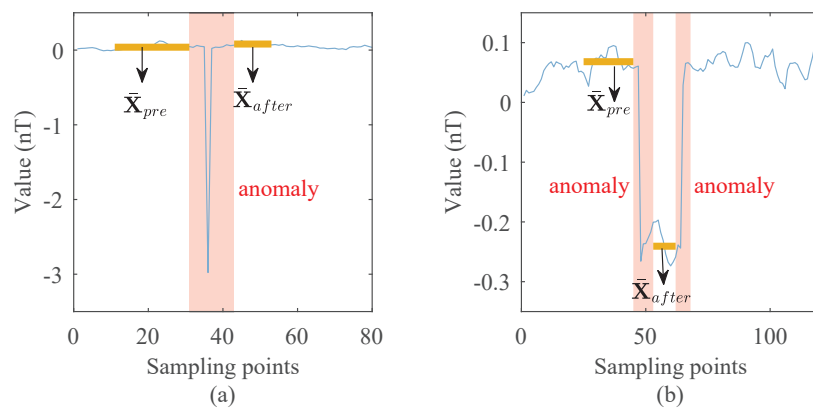 0
-1
-2
-3
Value (nT)
X̄pre
X̄after
anomaly
0 20 40 60 80
Sampling points
(a)
0.1
0
-0.1
-0.2
-0.3
Value (nT)
X̄pre
anomaly
anomaly
X̄after
0 50 100
Sampling points
(b)